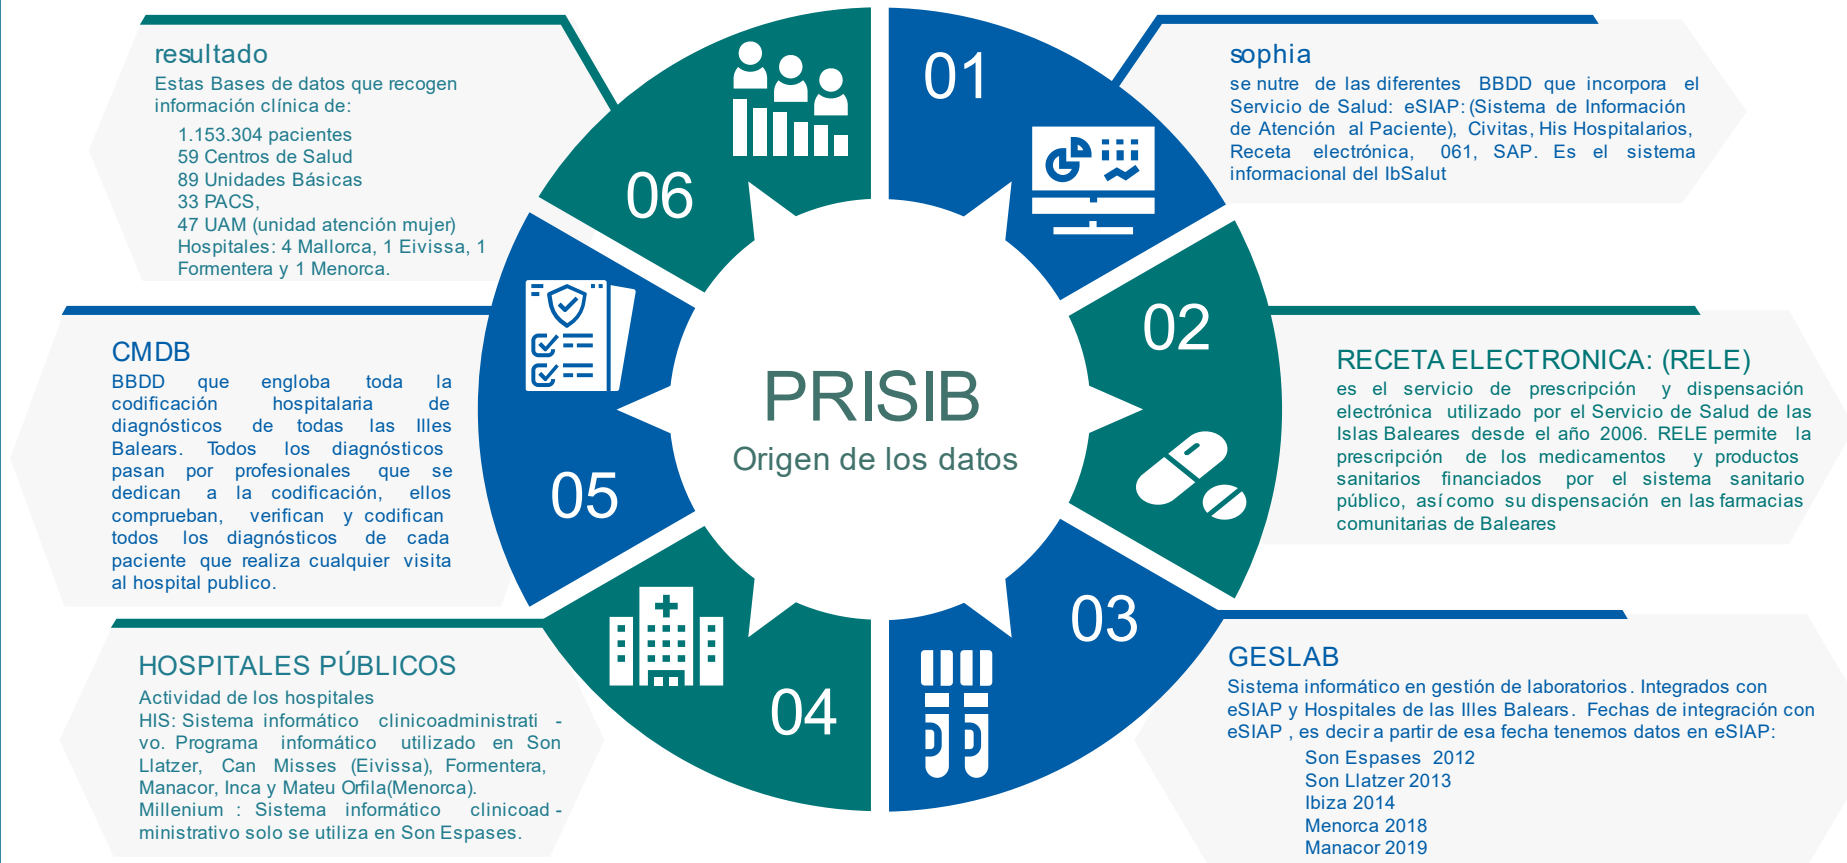 PRISIB
Origen de los datos
01
sophia
se nutre de las diferentes BBDD que incorpora el
Servicio de Salud: eSIAP: (Sistema de Información
de Atención al Paciente), Civitas, His Hospitalarios,
Receta electrónica, 061, SAP. Es el sistema
informacional del IbSalut
02
RECETA ELECTRONICA: (RELE)
es el servicio de prescripción y dispensación
electrónica utilizado por el Servicio de Salud de las
Islas Baleares desde el año 2006. RELE permite la
prescripción de los medicamentos y productos
sanitarios financiados por el sistema sanitario
público, así como su dispensación en las farmacias
comunitarias de Baleares
03
GESLAB
Sistema informático en gestión de laboratorios. Integrados con
eSIAP y Hospitales de las Illes Balears. Fechas de integración con
eSIAP , es decir a partir de esa fecha tenemos datos en eSIAP:
Son Espases 2012
Son Llatzer 2013
Ibiza 2014
Menorca 2018
Manacor 2019
04
HOSPITALES PÚBLICOS
Actividad de los hospitales
HIS: Sistema informático clinicoadministrati -
vo. Programa informático utilizado en Son
Llatzer, Can Misses (Eivissa), Formentera,
Manacor, Inca y Mateu Orfila(Menorca).
Millenium : Sistema informático clinicoad -
ministrativo solo se utiliza en Son Espases.
05
CMDB
BBDD que engloba toda la
codificación hospitalaria de
diagnósticos de todas las Illes
Balears. Todos los diagnósticos
pasan por profesionales que se
dedican a la codificación, ellos
comprueban, verifican y codifican
todos los diagnósticos de cada
paciente que realiza cualquier visita
al hospital publico.
06
resultado
Estas Bases de datos que recogen
información clínica de:
1.153.304 pacientes
59 Centros de Salud
89 Unidades Básicas
33 PACS,
47 UAM (unidad atención mujer)
Hospitales: 4 Mallorca, 1 Eivissa, 1
Formentera y 1 Menorca.